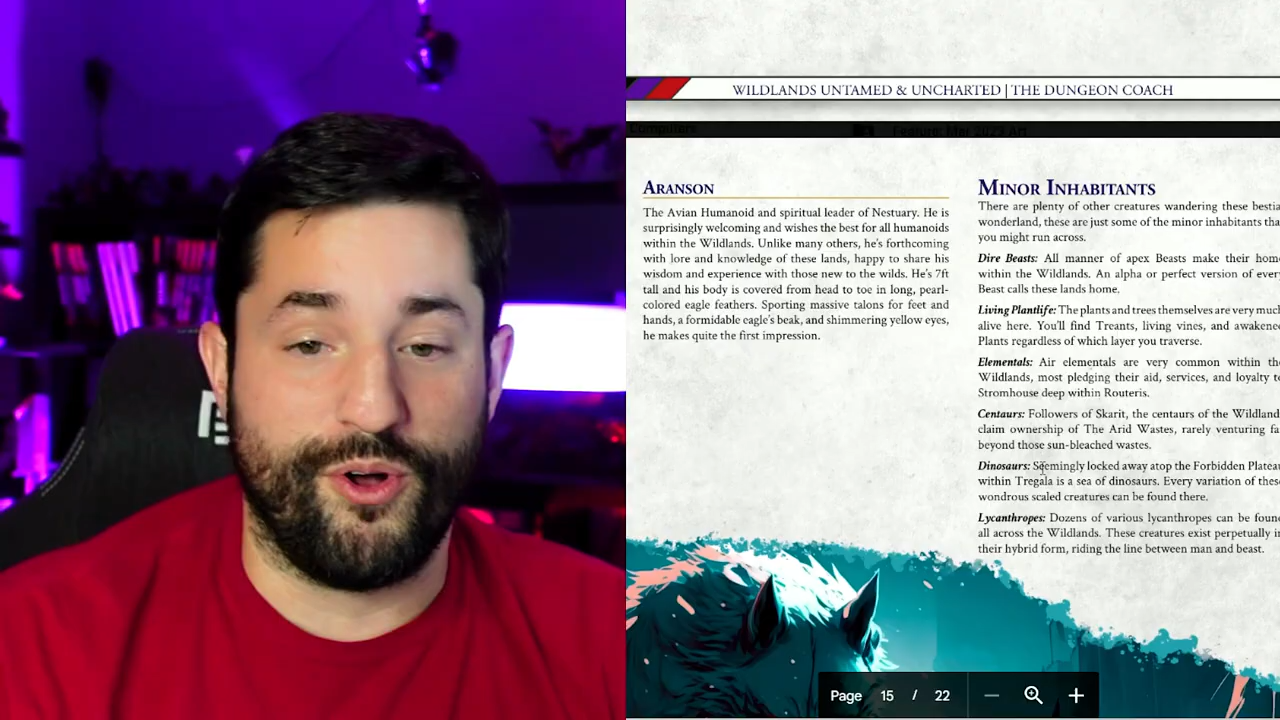 WILDLANDS UNTAMED & UNCHARTED | THE DUNGEON COACH
Feature: Mar 2023 Art
ARANSON
The Avian Humanoid and spiritual leader of Nestuary. He is
surprisingly welcoming and wishes the best for all humanoids
within the Wildlands. Unlike many others, he's forthcoming
with lore and knowledge of these lands, happy to share his
wisdom and experience with those new to the wilds. He's 7ft
tall and his body is covered from head to toe in long, pearl-
colored eagle feathers. Sporting massive talons for feet and
hands, a formidable eagle's beak, and shimmering yellow eyes,
he makes quite the first impression.
MINOR INHABITANTS
There are plenty of other creatures wandering these bestia
wonderland, these are just some of the minor inhabitants tha
you might run across.
Dire Beasts: All manner of apex Beasts make their hom
within the Wildlands. An alpha or perfect version of ever
Beast calls these lands home.
Living Plantlife: The plants and trees themselves are very muc
alive here. You'll find Treants, living vines, and awakene
Plants regardless of which layer you traverse.
Elementals: Air elementals are very common within th
Wildlands, most pledging their aid, services, and loyalty t
Stromhouse deep within Routeris.
Centaurs: Followers of Skarit, the centaurs of the Wildland
claim ownership of The Arid Wastes, rarely venturing fa
beyond those sun-bleached wastes.
Dinosaurs: Seemingly locked away atop the Forbidden Platea
within Tregala is a sea of dinosaurs. Every variation of thes
wondrous scaled creatures can be found there.
Lycanthropes: Dozens of various lycanthropes can be foun
all across the Wildlands. These creatures exist perpetually i
their hybrid form, riding the line between man and beast.
Page 15 / 22